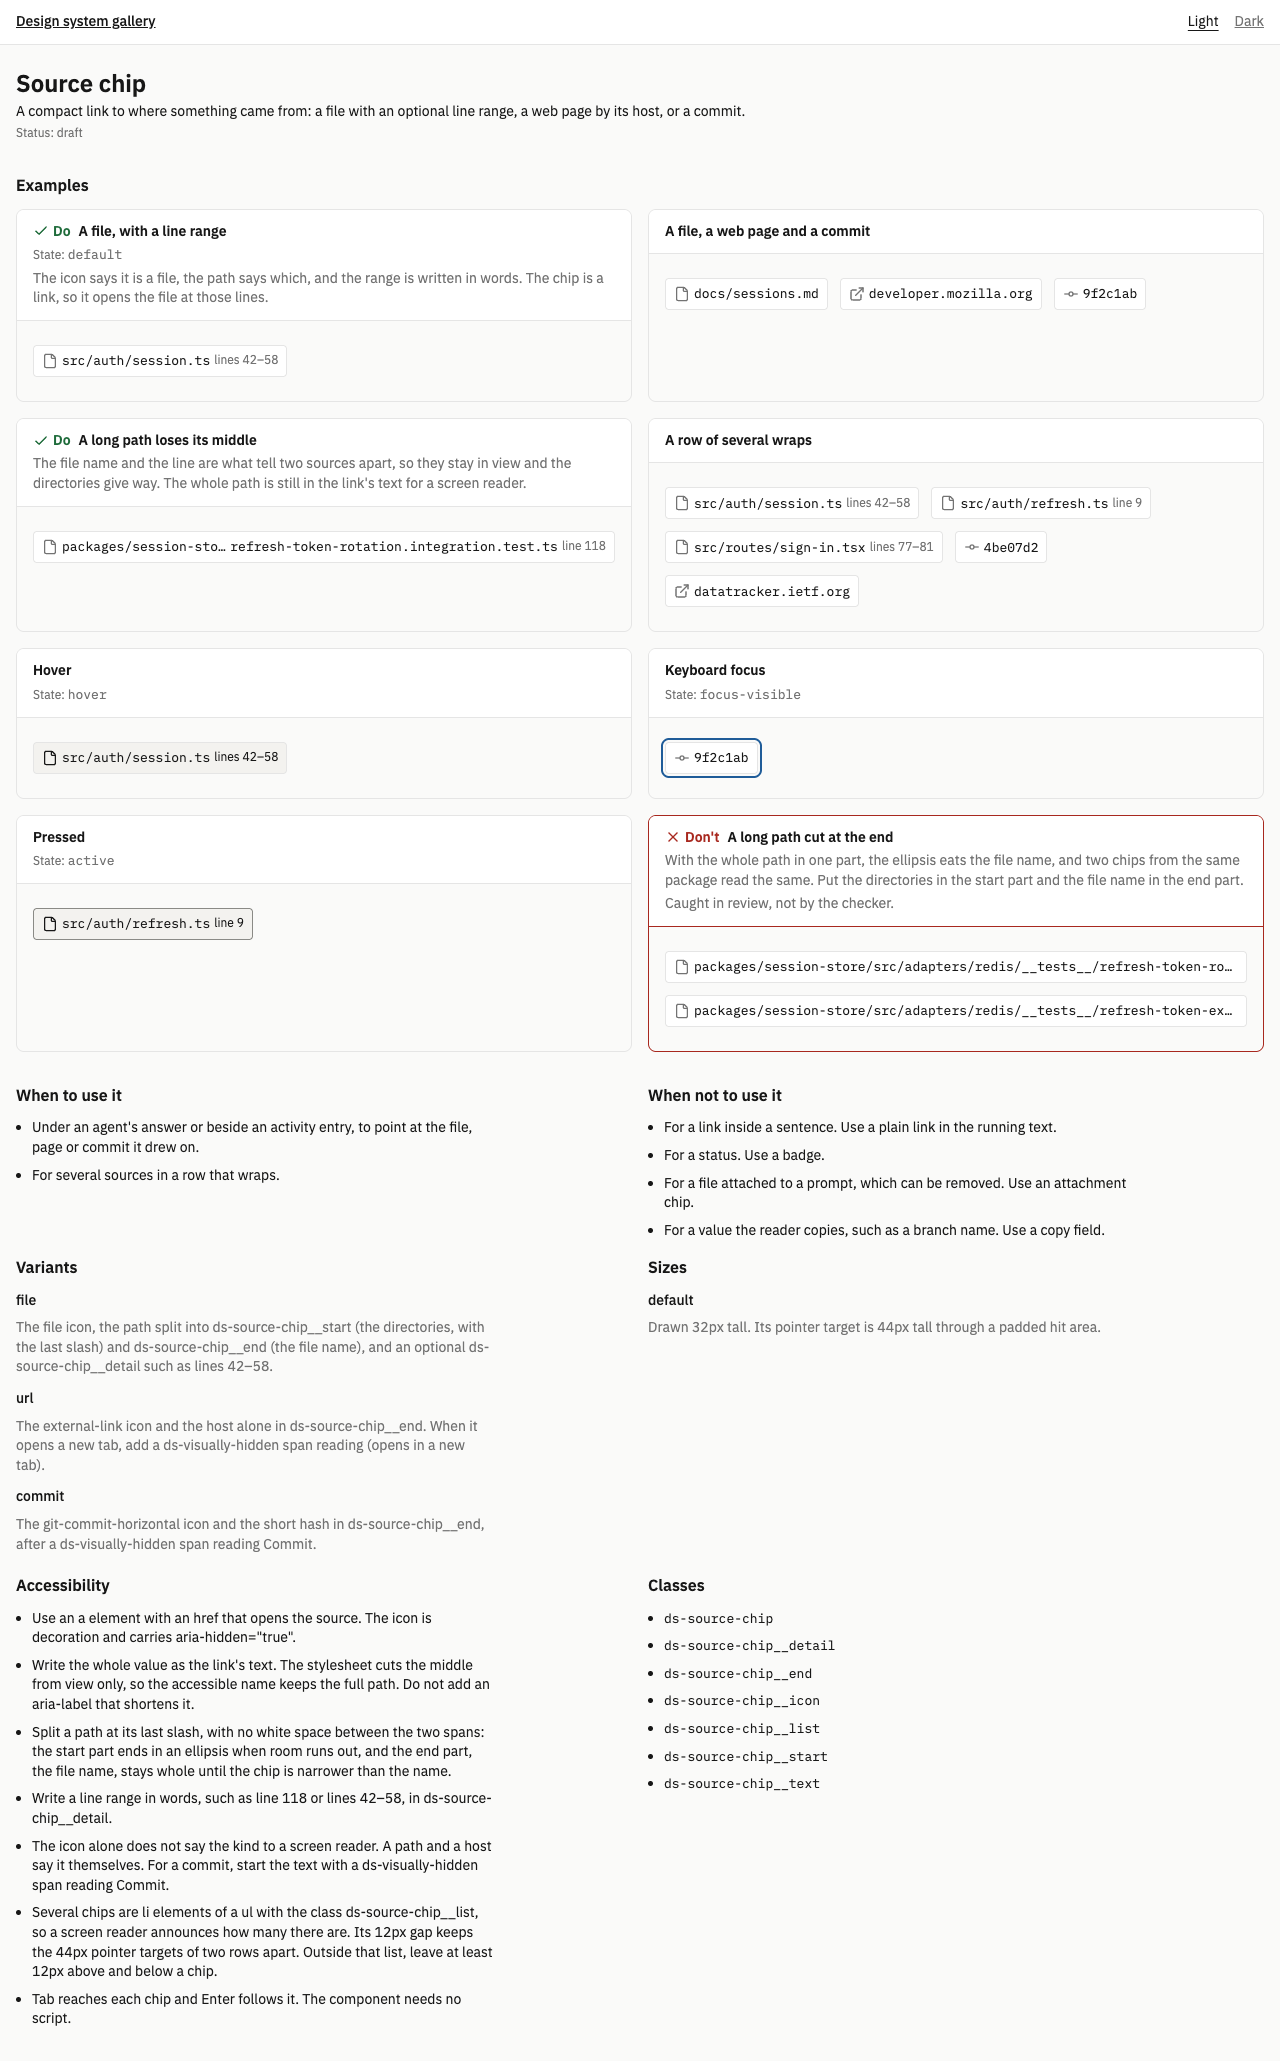 Design system gallery
Light
Dark
Source chip
A compact link to where something came from: a file with an optional line range, a web page by its host, or a commit.
Status: draft
Examples
Do A file, with a line range
State: default
The icon says it is a file, the path says which, and the range is written in words. The chip is a
link, so it opens the file at those lines.
src/auth/session.ts lines 42–58
A file, a web page and a commit
docs/sessions.md
developer.mozilla.org
9f2c1ab
Do A long path loses its middle
The file name and the line are what tell two sources apart, so they stay in view and the
directories give way. The whole path is still in the link's text for a screen reader.
packages/session-sto… refresh-token-rotation.integration.test.ts line 118
A row of several wraps
src/auth/session.ts lines 42–58
src/auth/refresh.ts line 9
src/routes/sign-in.tsx lines 77–81
4be07d2
datatracker.ietf.org
Hover
State: hover
src/auth/session.ts lines 42–58
Keyboard focus
State: focus-visible
9f2c1ab
Pressed
State: active
src/auth/refresh.ts line 9
Don't A long path cut at the end
With the whole path in one part, the ellipsis eats the file name, and two chips from the same
package read the same. Put the directories in the start part and the file name in the end part.
Caught in review, not by the checker.
packages/session-store/src/adapters/redis/__tests__/refresh-token-ro…
packages/session-store/src/adapters/redis/__tests__/refresh-token-ex…
When to use it
Under an agent's answer or beside an activity entry, to point at the file,
page or commit it drew on.
For several sources in a row that wraps.
When not to use it
For a link inside a sentence. Use a plain link in the running text.
For a status. Use a badge.
For a file attached to a prompt, which can be removed. Use an attachment
chip.
For a value the reader copies, such as a branch name. Use a copy field.
Variants
file
The file icon, the path split into ds-source-chip__start (the directories, with
the last slash) and ds-source-chip__end (the file name), and an optional ds-
source-chip__detail such as lines 42–58.
url
The external-link icon and the host alone in ds-source-chip__end. When it
opens a new tab, add a ds-visually-hidden span reading (opens in a new
tab).
commit
The git-commit-horizontal icon and the short hash in ds-source-chip__end,
after a ds-visually-hidden span reading Commit.
Sizes
default
Drawn 32px tall. Its pointer target is 44px tall through a padded hit area.
Accessibility
Use an a element with an href that opens the source. The icon is
decoration and carries aria-hidden="true".
Write the whole value as the link's text. The stylesheet cuts the middle
from view only, so the accessible name keeps the full path. Do not add an
aria-label that shortens it.
Split a path at its last slash, with no white space between the two spans:
the start part ends in an ellipsis when room runs out, and the end part,
the file name, stays whole until the chip is narrower than the name.
Write a line range in words, such as line 118 or lines 42–58, in ds-source-
chip__detail.
The icon alone does not say the kind to a screen reader. A path and a host
say it themselves. For a commit, start the text with a ds-visually-hidden
span reading Commit.
Several chips are li elements of a ul with the class ds-source-chip__list,
so a screen reader announces how many there are. Its 12px gap keeps
the 44px pointer targets of two rows apart. Outside that list, leave at least
12px above and below a chip.
Tab reaches each chip and Enter follows it. The component needs no
script.
Classes
ds-source-chip
ds-source-chip__detail
ds-source-chip__end
ds-source-chip__icon
ds-source-chip__list
ds-source-chip__start
ds-source-chip__text